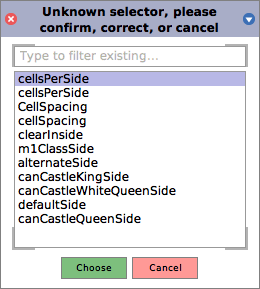 Unknown selector, please
confirm, correct, or cancel
Type to filter existing...
cellsPerSide
cellsPerSide
CellSpacing
cellSpacing
clearInside
m1ClassSide
alternateSide
canCastleKingSide
canCastleWhiteQueenSide
defaultSide
canCastleQueenSide
Choose
Cancel